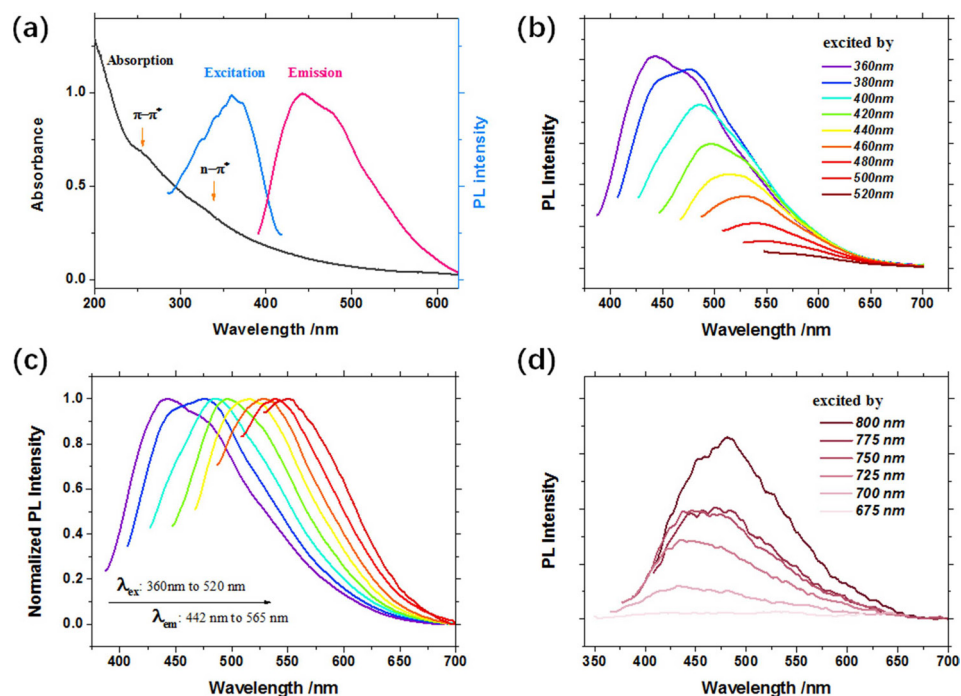 (a)
Absorption
Excitation
Emission
π–π*
n–π*
Absorbance
PL intensity
1.0
0.5
0.0
200 300 400 500 600
Wavelength /nm
(b)
excited by
360nm
380nm
400nm
420nm
440nm
460nm
480nm
500nm
520nm
PL Intensity
400 450 500 550 600 650 700
Wavelength /nm
(c)
Normalized PL Intensity
1.0
0.8
0.6
0.4
0.2
0.0
λex: 360nm to 520 nm
λem: 442 nm to 565 nm
400 450 500 550 600 650 700
Wavelength /nm
(d)
excited by
800 nm
775 nm
750 nm
725 nm
700 nm
675 nm
PL Intensity
350 400 450 500 550 600 650 700
Wavelength /nm